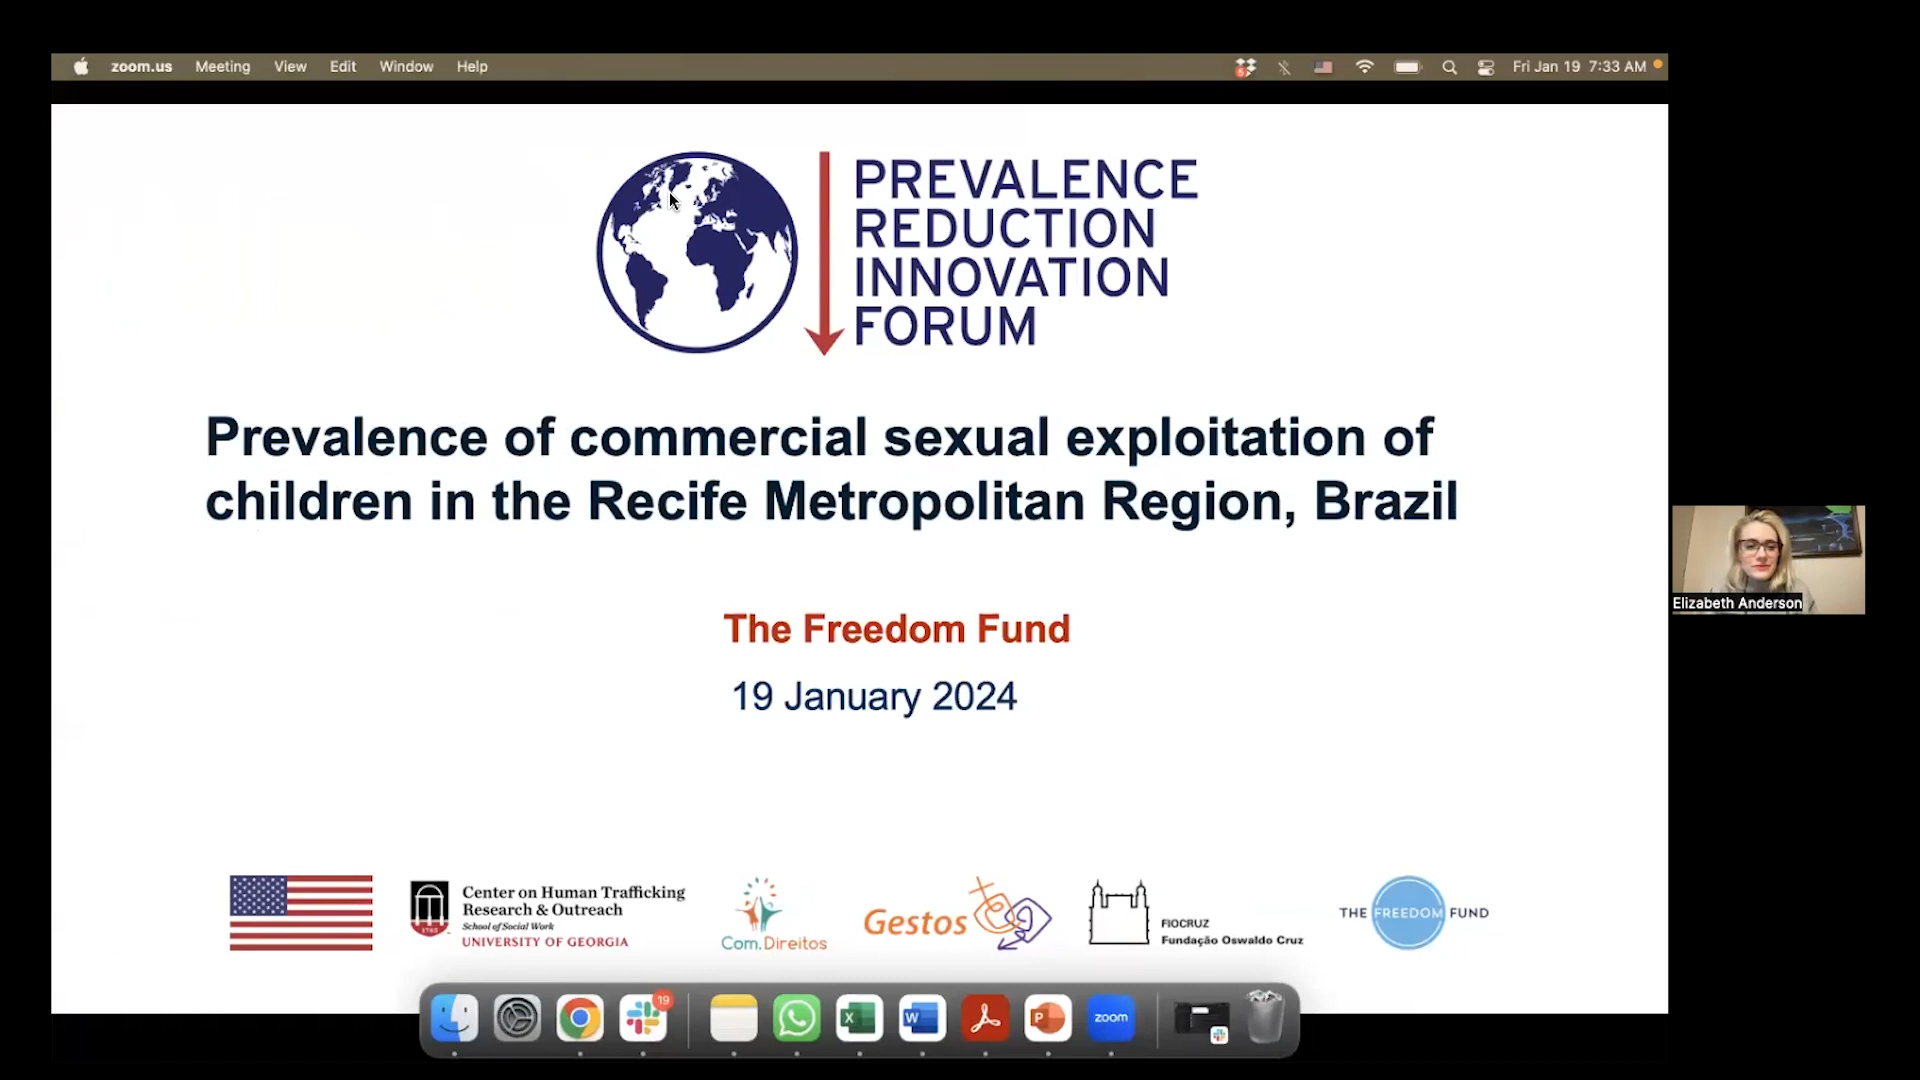 zoom.us Meeting View Edit Window Help Fri Jan 19 7:33 AM
PREVALENCE
REDUCTION
INNOVATION
FORUM
Prevalence of commercial sexual exploitation of
children in the Recife Metropolitan Region, Brazil
The Freedom Fund
19 January 2024
Elizabeth Anderson
Center on Human Trafficking
Research & Outreach
School of Social Work
UNIVERSITY OF GEORGIA
1785
Com.Direitos
Gestos
FIOCRUZ
Fundação Oswaldo Cruz
THE FREEDOM FUND
19
X
W
P
zoom